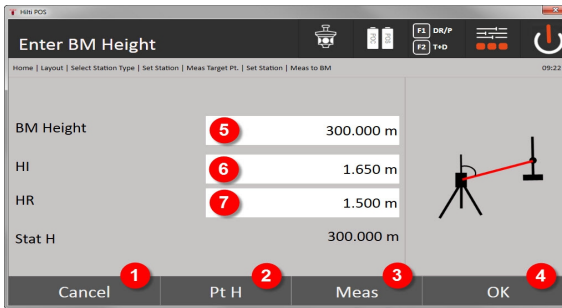 Hilti POS
Enter BM Height
POC POC
F1 DR/P
F2 T+D
Home | Layout | Select Station Type | Set Station | Meas Target Pt. | Set Station | Meas to BM 09:22
BM Height 5 300.000 m
HI 6 1.650 m
HR 7 1.500 m
Stat H 300.000 m
1 2 3 4
Cancel Pt H Meas OK